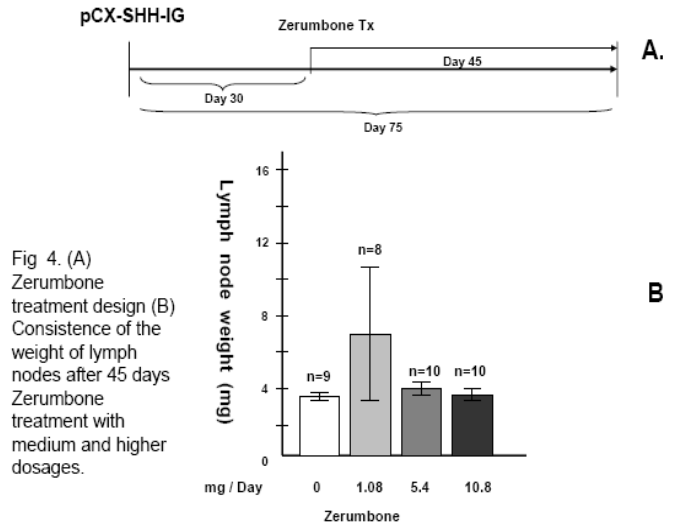 pCX-SHH-IG
Zerumbone Tx
A.
Day 45
Day 30
Day 75
Lymph node weight (mg)
16
12
8
4
0
n=9
n=8
n=10
n=10
B
Fig 4. (A)
Zerumbone
treatment design (B)
Consistence of the
weight of lymph
nodes after 45 days
Zerumbone
treatment with
medium and higher
dosages.
mg / Day 0 1.08 5.4 10.8
Zerumbone